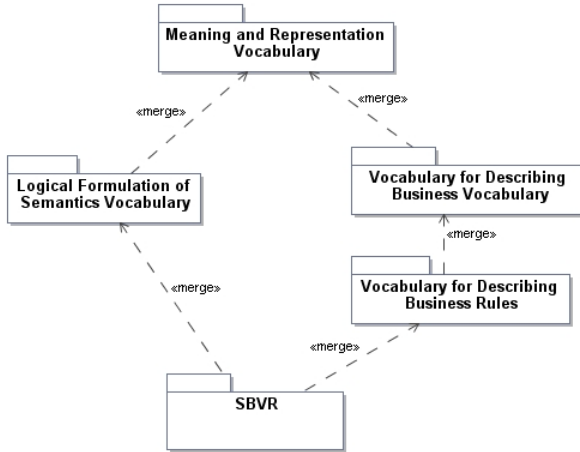 Meaning and Representation
Vocabulary
«merge»
«merge»
Logical Formulation of
Semantics Vocabulary
Vocabulary for Describing
Business Vocabulary
«merge»
«merge»
Vocabulary for Describing
Business Rules
«merge»
SBVR